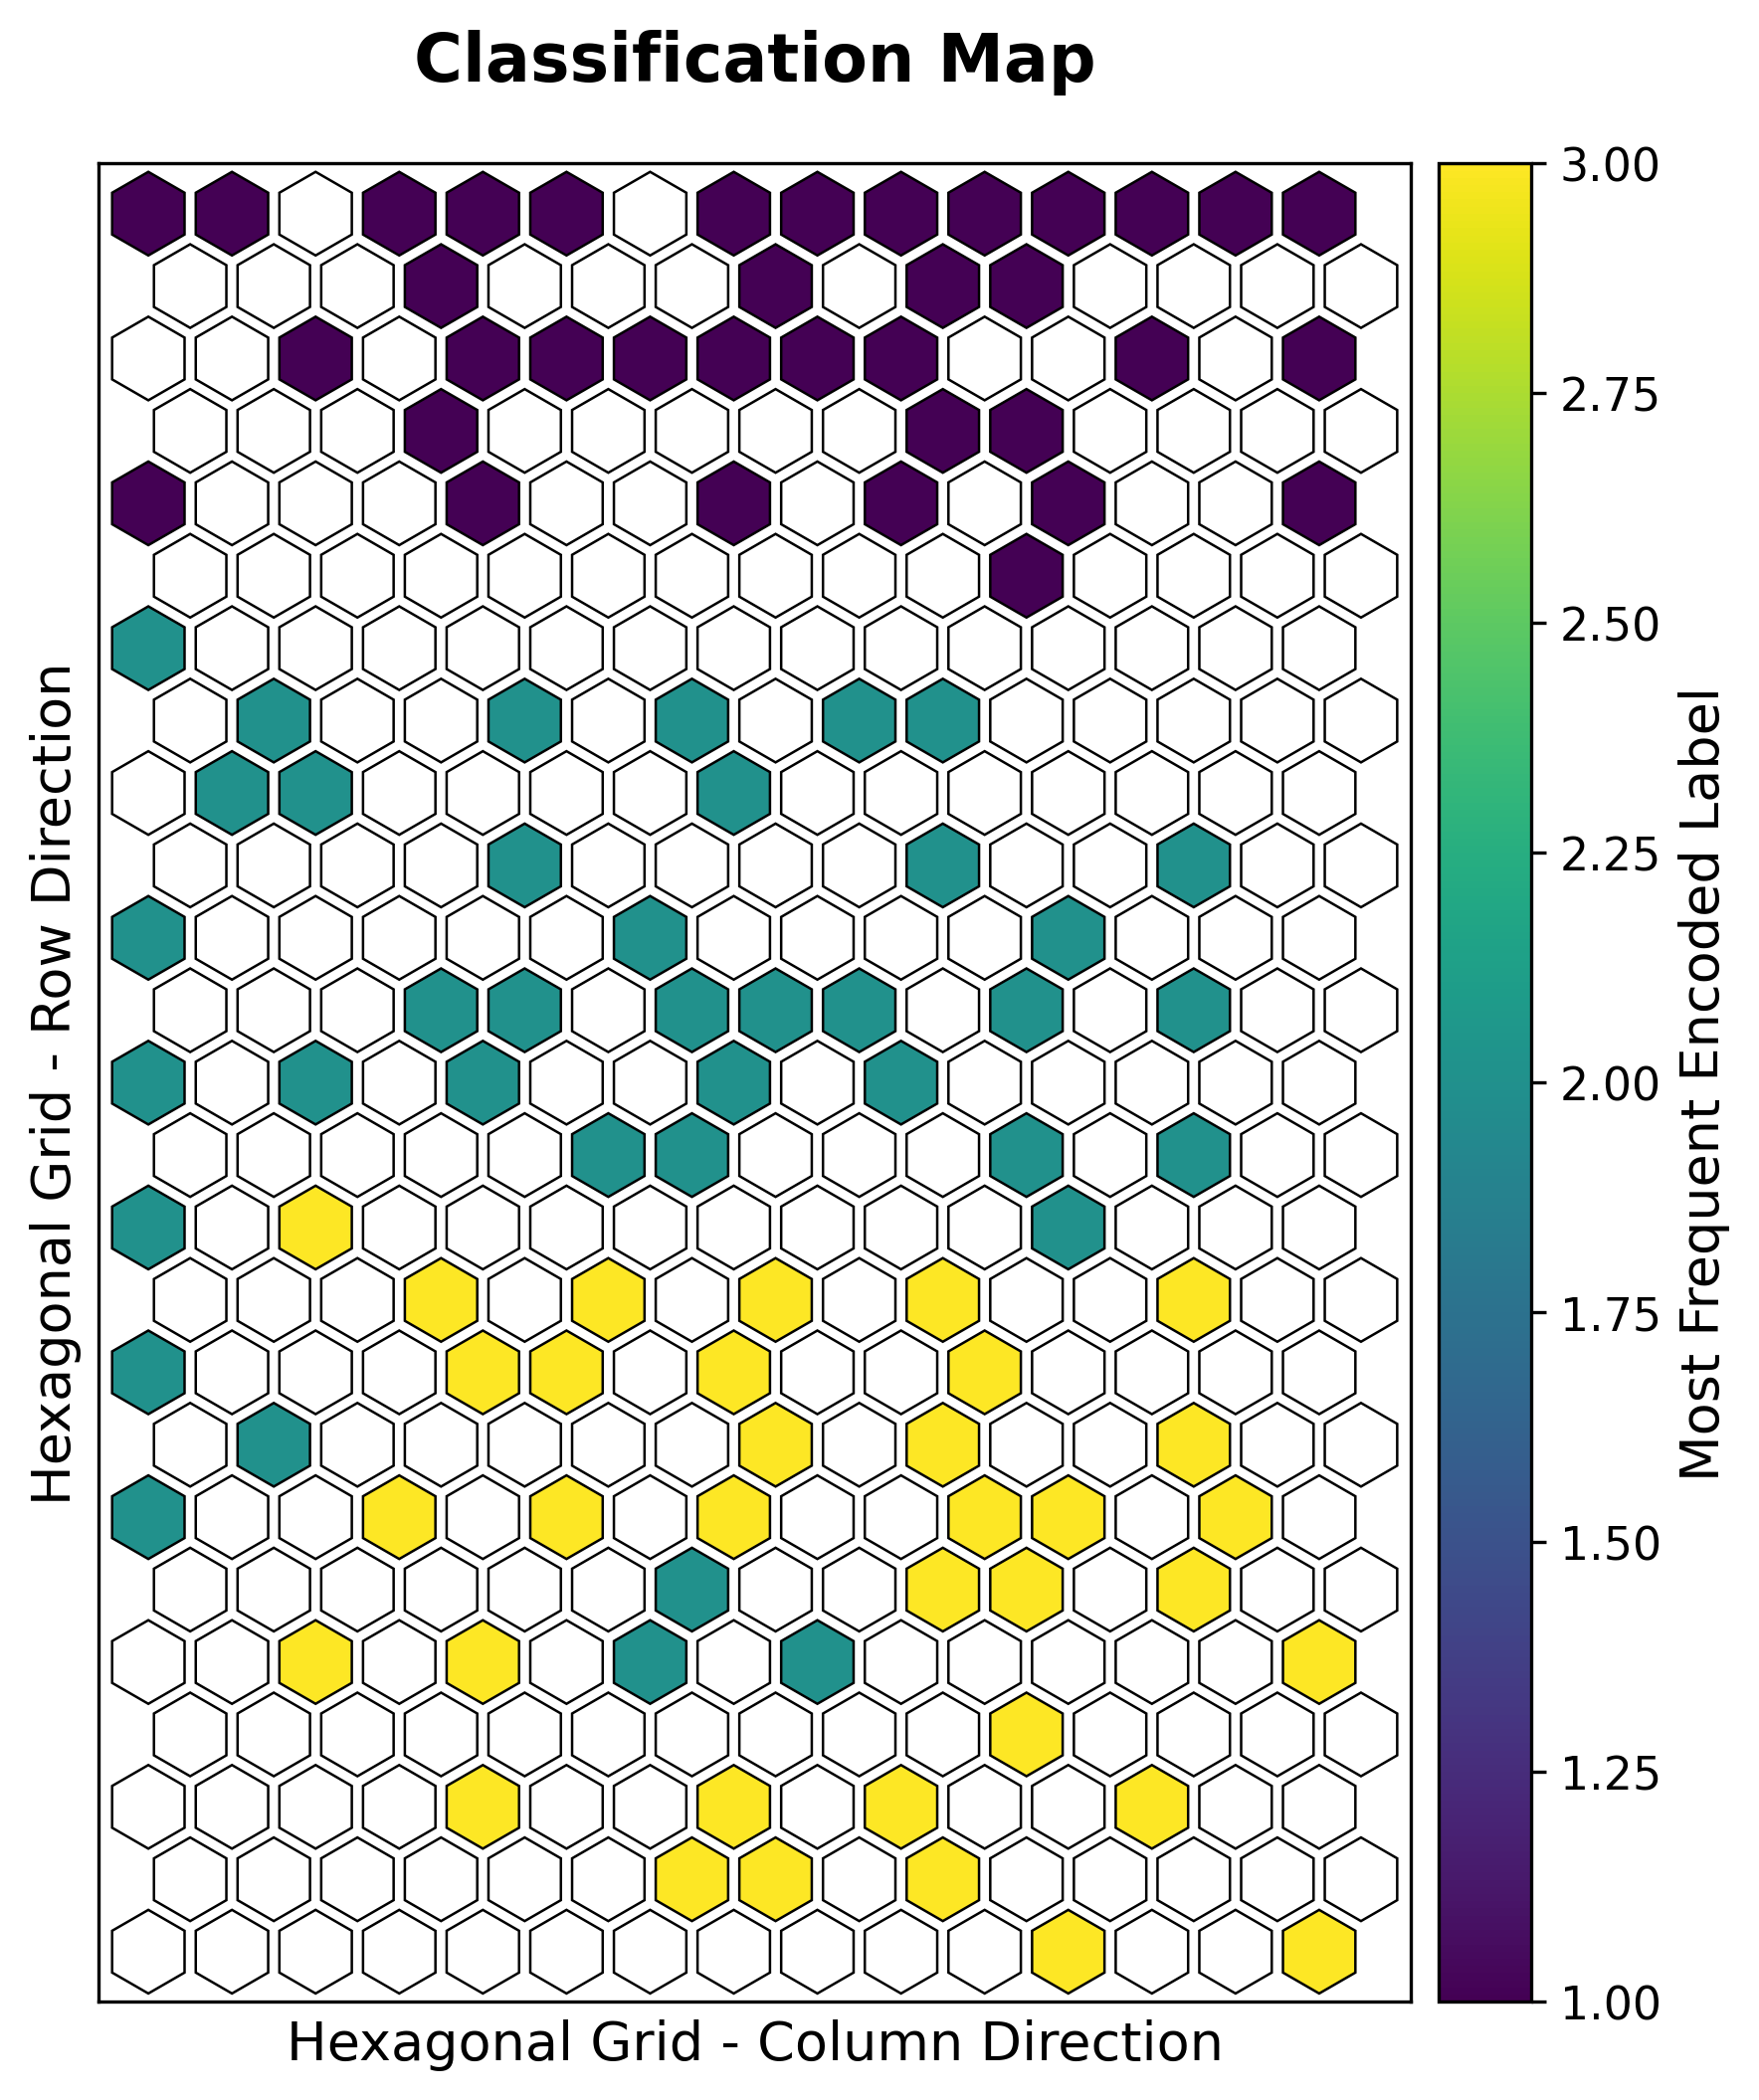 Classification Map
Hexagonal Grid - Row Direction
Hexagonal Grid - Column Direction
3.00
2.75
2.50
2.25
2.00
1.75
1.50
1.25
1.00
Most Frequent Encoded Label